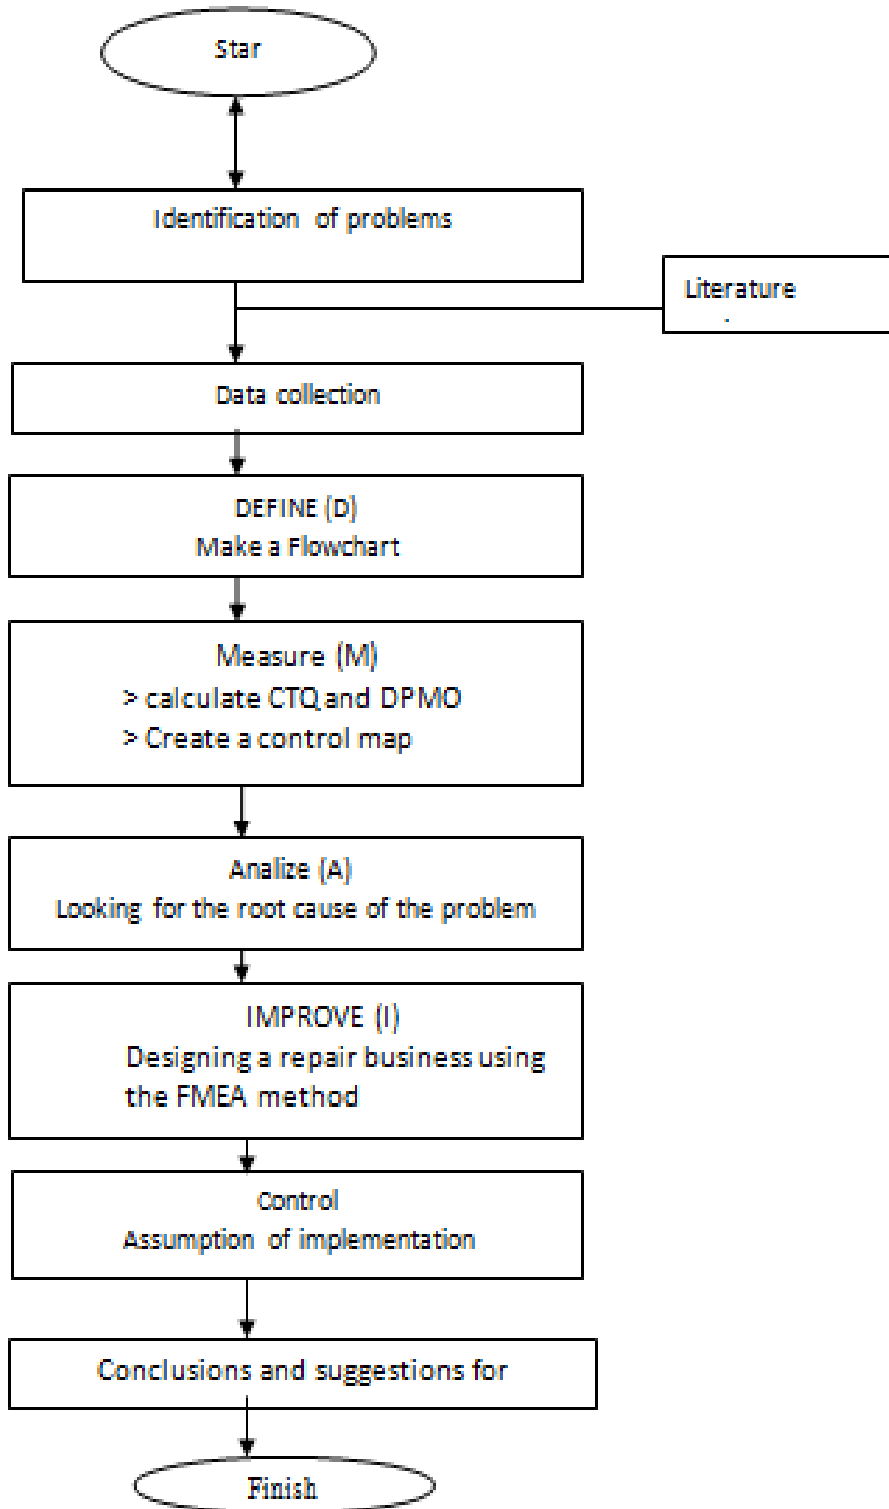 Star
Identification of problems
Literature
Data collection
DEFINE (D)
Make a Flowchart
Measure (M)
> calculate CTQ and DPMO
> Create a control map
Analize (A)
Looking for the root cause of the problem
IMPROVE (I)
Designing a repair business using
the FMEA method
Control
Assumption of implementation
Conclusions and suggestions for
Finish